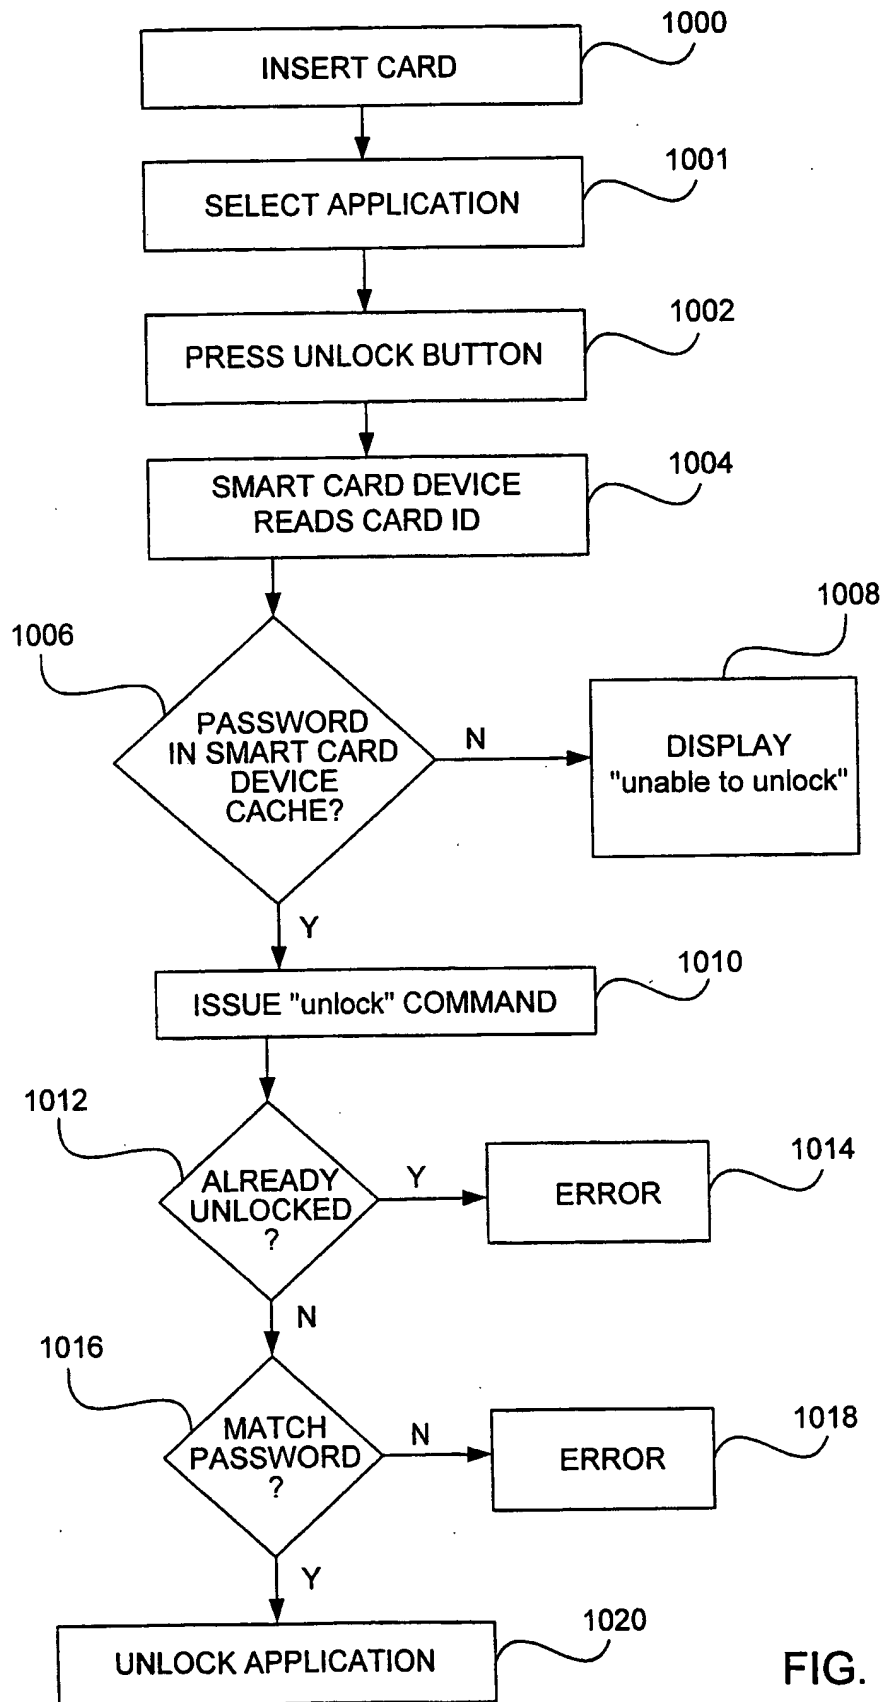 1000
INSERT CARD
1001
SELECT APPLICATION
1002
PRESS UNLOCK BUTTON
1004
SMART CARD DEVICE
READS CARD ID
1006
1008
PASSWORD
IN SMART CARD
DEVICE
CACHE?
N
DISPLAY
"unable to unlock"
Y
1010
ISSUE "unlock" COMMAND
1012
ALREADY
UNLOCKED
?
Y
1014
ERROR
N
1016
MATCH
PASSWORD
?
N
1018
ERROR
Y
1020
UNLOCK APPLICATION
FIG.